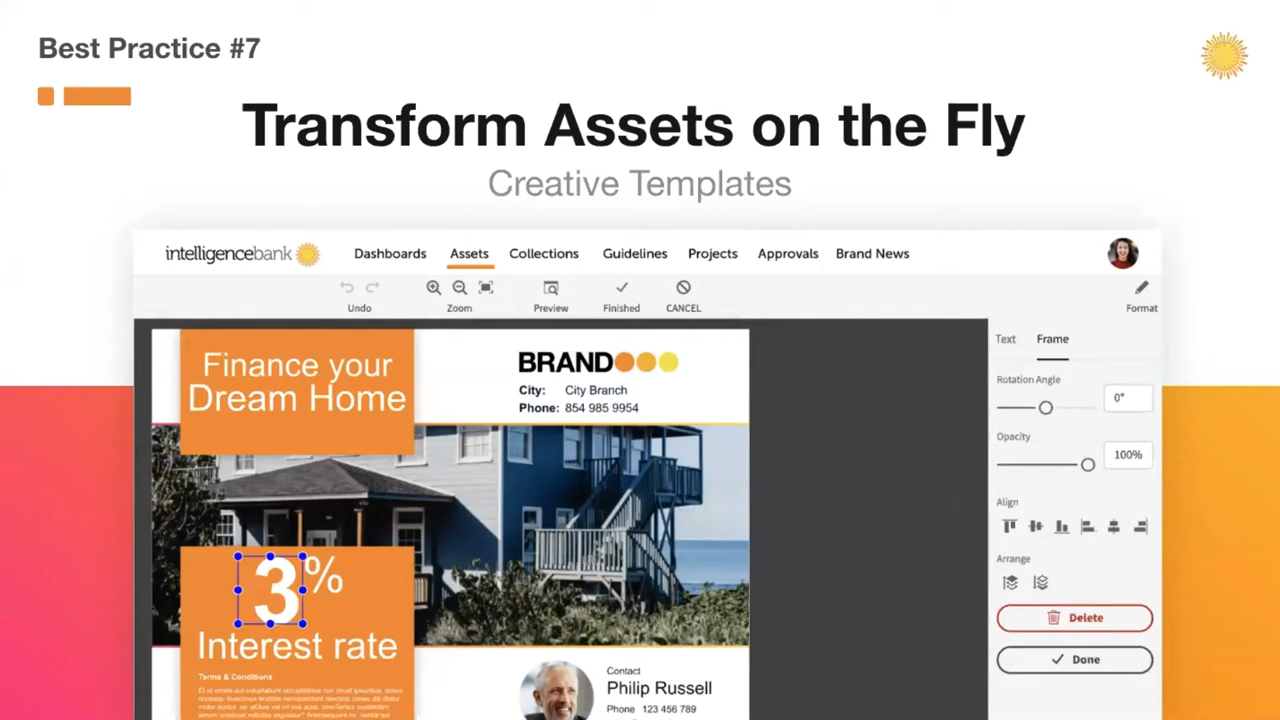 Best Practice #7
Transform Assets on the Fly
Creative Templates
intelligencebank
Dashboards Assets Collections Guidelines Projects Approvals Brand News
Undo Zoom Preview Finished CANCEL Format
Text Frame
Rotation Angle
0°
Opacity
100%
Align
Arrange
Delete
Done
Finance your
Dream Home
BRAND
City: City Branch
Phone: 854 985 9954
3%
Interest rate
Terms & Conditions
Contact
Philip Russell
Phone 123 456 789